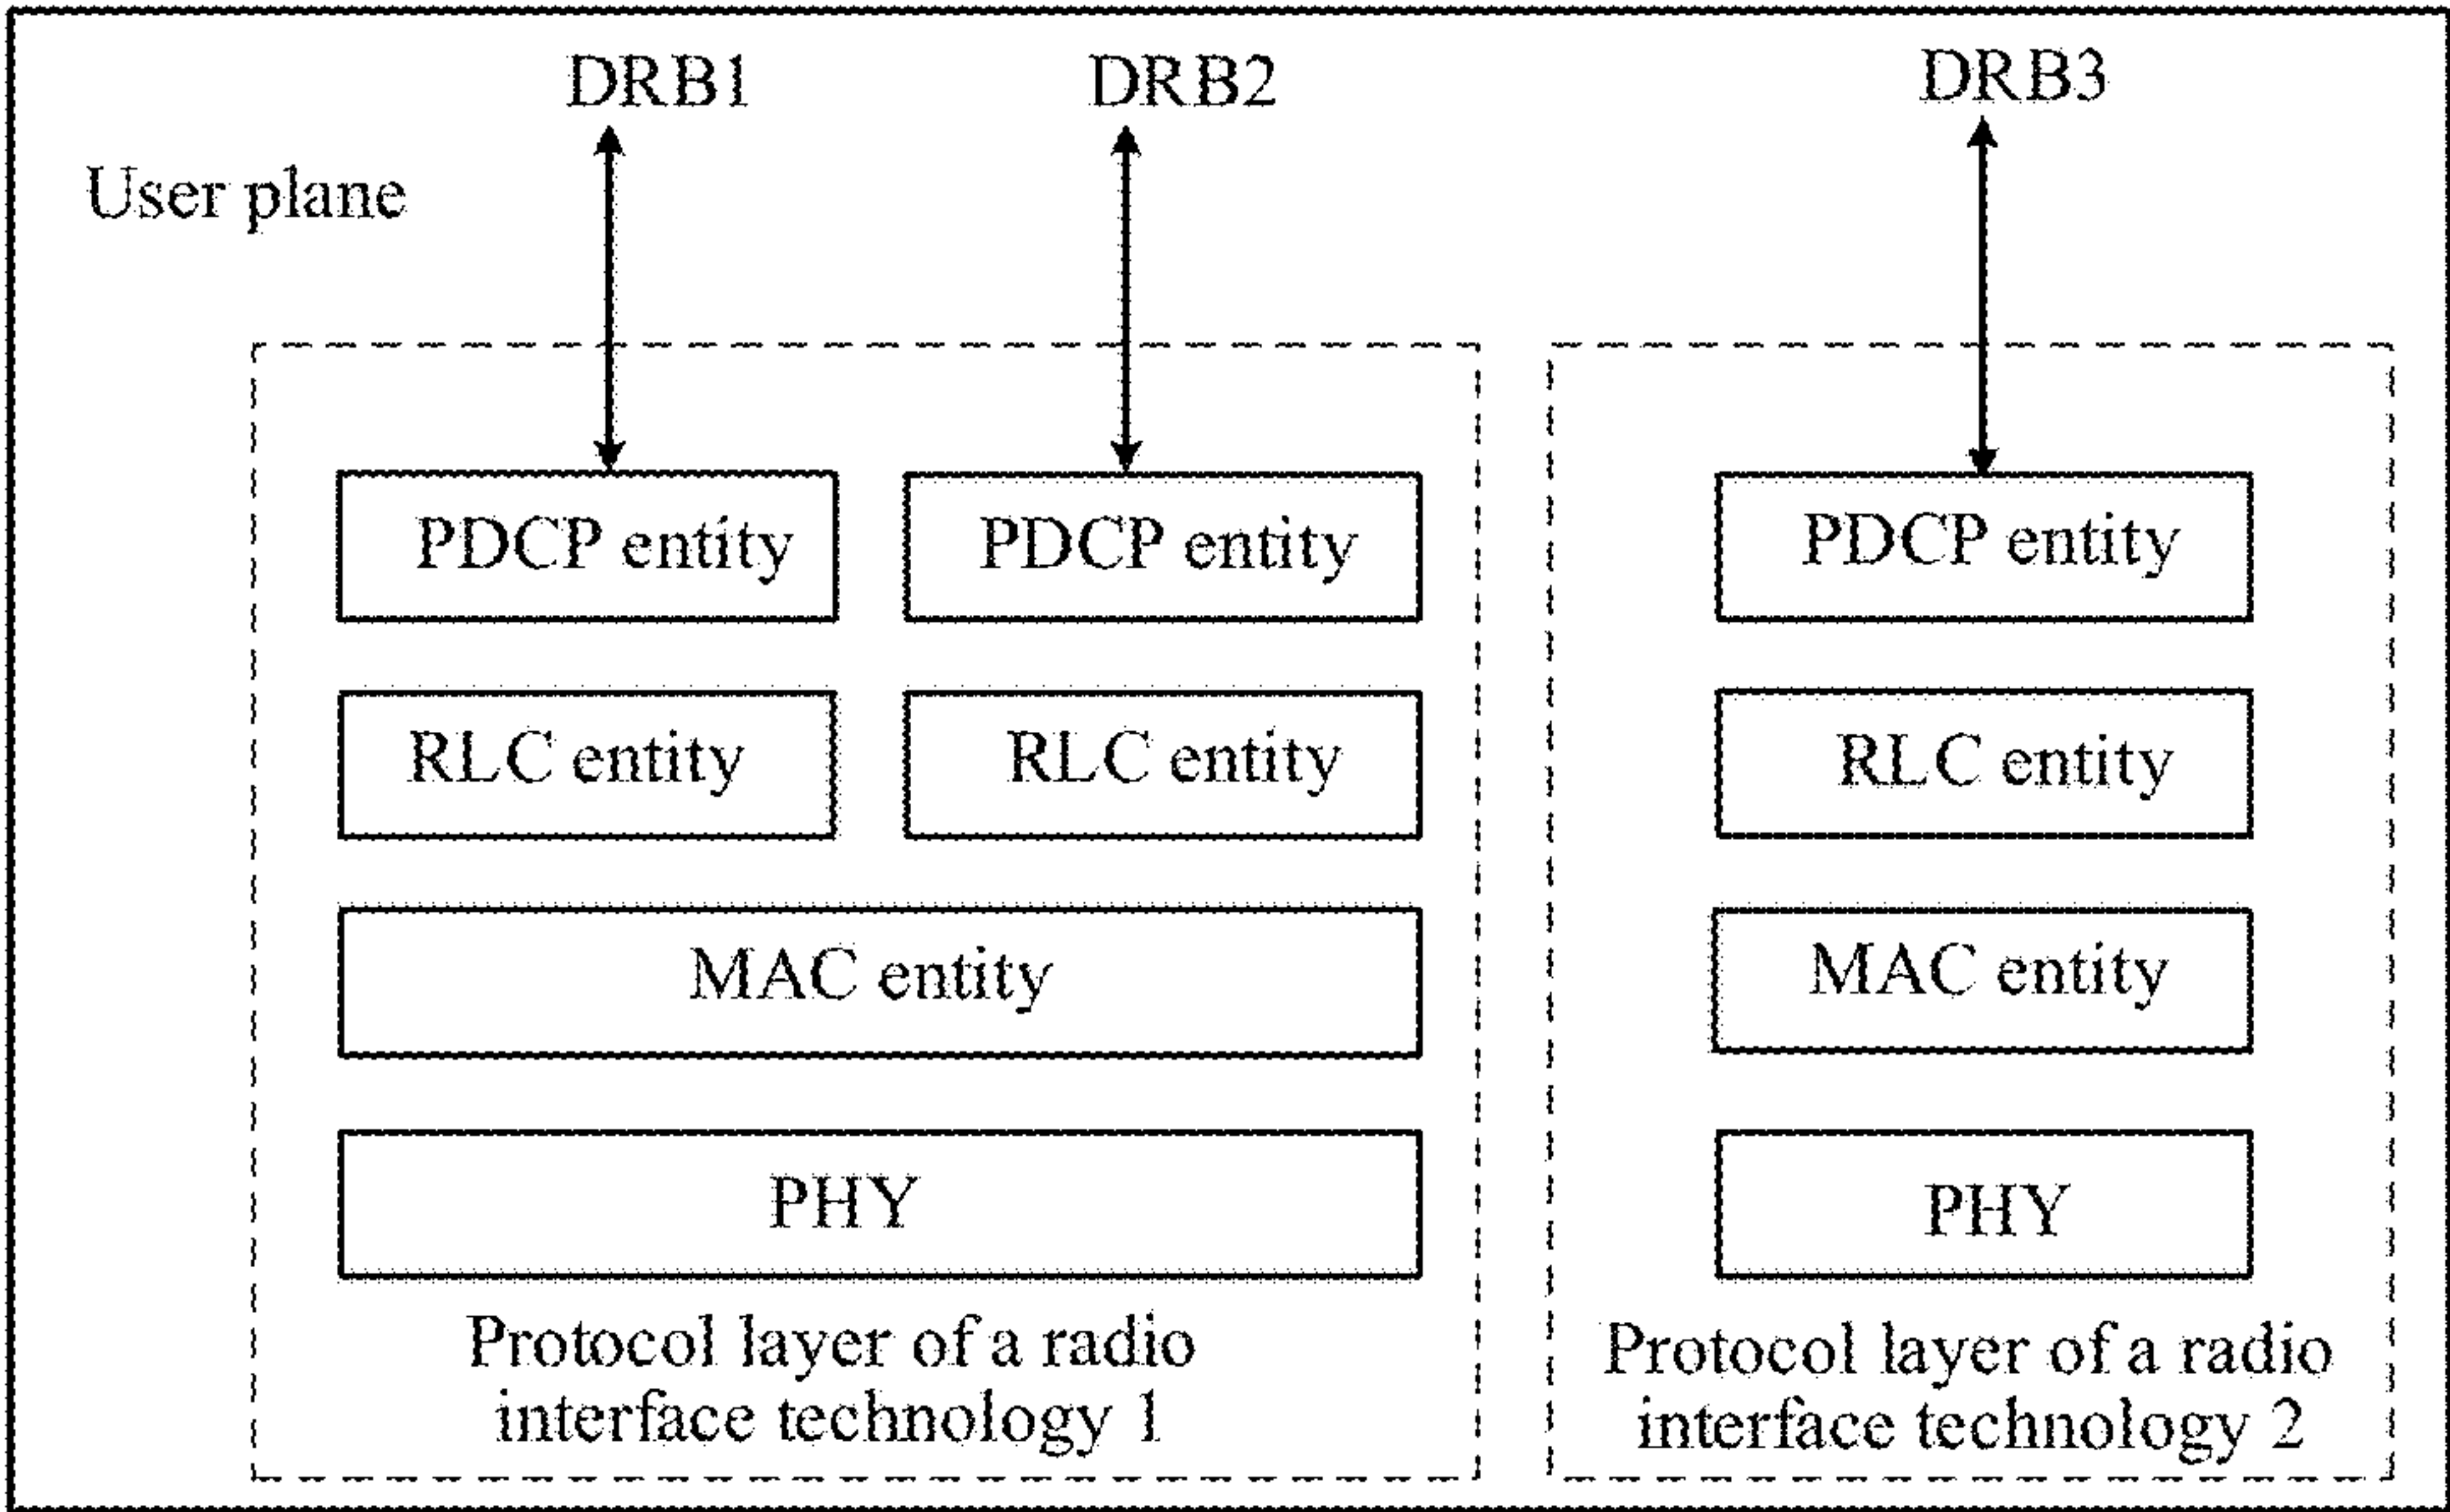 DRB1 DRB2 DRB3
User plane
PDCP entity PDCP entity PDCP entity
RLC entity RLC entity RLC entity
MAC entity MAC entity
PHY PHY
Protocol layer of a radio
interface technology 1
Protocol layer of a radio
interface technology 2